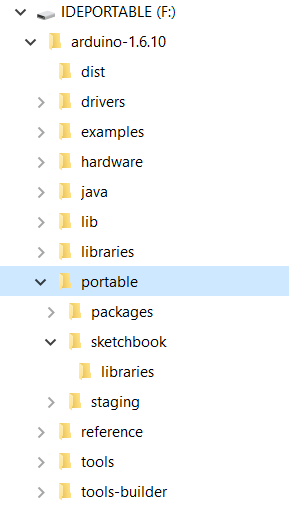 IDEPORTABLE (F:)
arduino-1.6.10
dist
drivers
examples
hardware
java
lib
libraries
portable
packages
sketchbook
libraries
staging
reference
tools
tools-builder